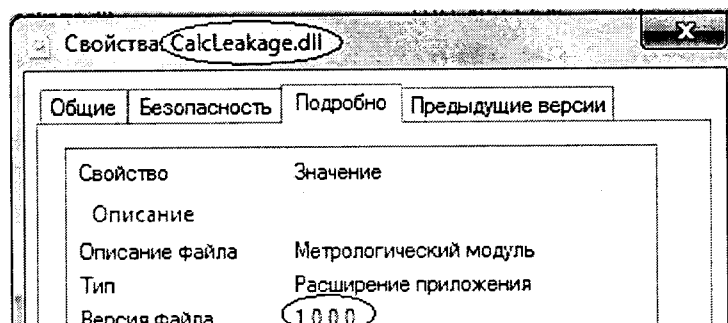 Свойства: CalcLeakage.dll
Общие Безопасность Подробно Предыдущие версии
Свойство Значение
Описание
Описание файла Метрологический модуль
Тип Расширение приложения
Версия файла 1.0.0.0